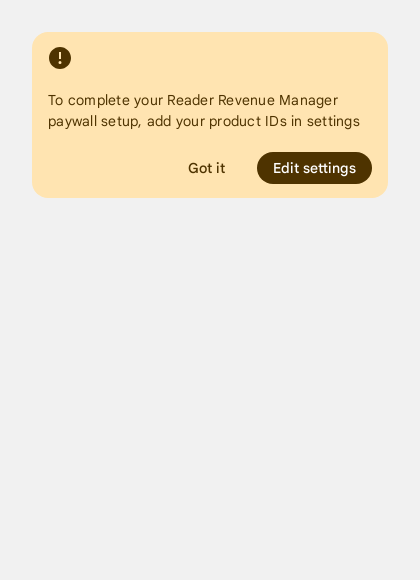 To complete your Reader Revenue Manager
paywall setup, add your product IDs in settings
Got it
Edit settings